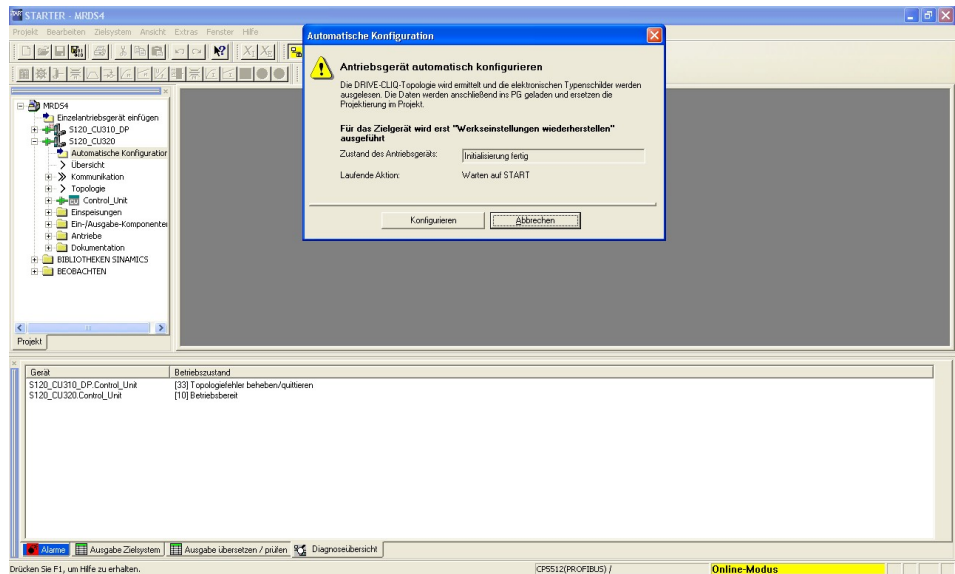 STARTER - MRDS4
Projekt Bearbeiten Zielsystem Ansicht Extras Fenster Hilfe
MRDS4
Einzelantriebsgerät einfügen
S120_CU310_DP
S120_CU320
Automatische Konfiguration
Übersicht
Kommunikation
Topologie
Control_Unit
Einspeisungen
Ein-/Ausgabe-Komponenten
Antriebe
Dokumentation
BIBLIOTHEKEN SINAMICS
BEOBACHTEN
Projekt
Automatische Konfiguration
Antriebsgerät automatisch konfigurieren
Die DRIVE-CLiQ-Topologie wird ermittelt und die elektronischen Typenschilder werden
ausgelesen. Die Daten werden anschließend ins PG geladen und ersetzen die
Projektierung im Projekt.
Für das Zielgerät wird erst "Werkseinstellungen wiederherstellen"
ausgeführt
Zustand des Antriebsgeräts: Initialisierung fertig
Laufende Aktion: Warten auf START
Konfigurieren Abbrechen
Gerät Betriebszustand
S120_CU310_DP.Control_Unit [33] Topologiefehler beheben/quittieren
S120_CU320.Control_Unit [10] Betriebsbereit
Alarme Ausgabe Zielsystem Ausgabe übersetzen / prüfen Diagnoseübersicht
Drücken Sie F1, um Hilfe zu erhalten. CP5512(PROFIBUS) / Online-Modus